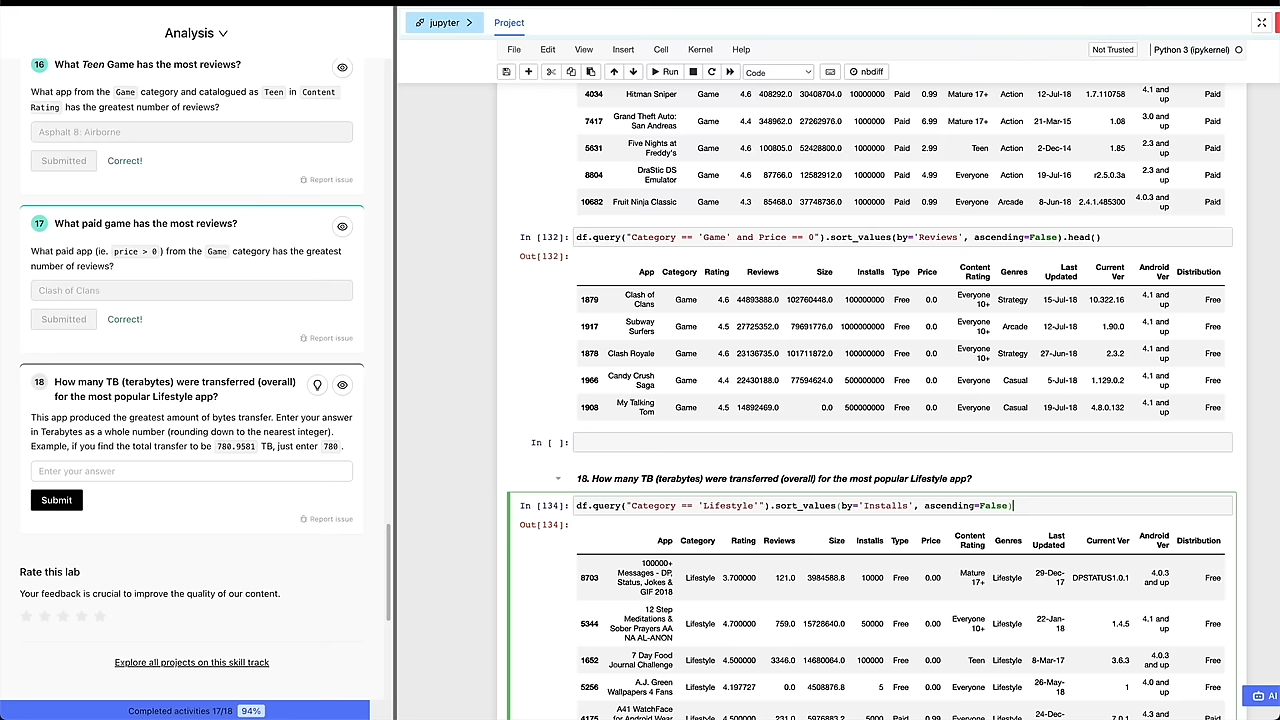 Analysis
16 What Teen Game has the most reviews?
What app from the Game category and catalogued as Teen in Content
Rating has the greatest number of reviews?
Asphalt 8: Airborne
Submitted Correct!
Report issue
17 What paid game has the most reviews?
What paid app (ie. price > 0) from the Game category has the greatest
number of reviews?
Clash of Clans
Submitted Correct!
Report issue
18 How many TB (terabytes) were transferred (overall)
for the most popular Lifestyle app?
This app produced the greatest amount of bytes transfer. Enter your answer
in Terabytes as a whole number (rounding down to the nearest integer).
Example, if you find the total transfer to be 780.9581 TB, just enter 780 .
Enter your answer
Submit
Report issue
Rate this lab
Your feedback is crucial to improve the quality of our content.
Explore all projects on this skill track
Completed activities 17/18 94%
jupyter Project
File Edit View Insert Cell Kernel Help Not Trusted Python 3 (ipykernel)
Run Code nbdiff
4034 Hitman Sniper Game 4.6 408292.0 30408704.0 10000000 Paid 0.99 Mature 17+ Action 12-Jul-18 1.7.110758 4.1 and up Paid
7417 Grand Theft Auto: San Andreas Game 4.4 348962.0 27262976.0 1000000 Paid 6.99 Mature 17+ Action 21-Mar-15 1.08 3.0 and up Paid
5631 Five Nights at Freddy's Game 4.6 100805.0 52428800.0 1000000 Paid 2.99 Teen Action 2-Dec-14 1.85 2.3 and up Paid
8804 DraStic DS Emulator Game 4.6 87766.0 12582912.0 1000000 Paid 4.99 Everyone Action 19-Jul-16 r2.5.0.3a 2.3 and up Paid
10682 Fruit Ninja Classic Game 4.3 85468.0 37748736.0 1000000 Paid 0.99 Everyone Arcade 8-Jun-18 2.4.1.485300 4.0.3 and up Paid
In [132]: df.query("Category == 'Game' and Price == 0").sort_values(by='Reviews', ascending=False).head()
Out[132]:
App Category Rating Reviews Size Installs Type Price Content Rating Genres Last Updated Current Ver Android Ver Distribution
1879 Clash of Clans Game 4.6 44893888.0 102760448.0 100000000 Free 0.0 Everyone 10+ Strategy 15-Jul-18 10.322.16 4.1 and up Free
1917 Subway Surfers Game 4.5 27725352.0 79691776.0 1000000000 Free 0.0 Everyone 10+ Arcade 12-Jul-18 1.90.0 4.1 and up Free
1878 Clash Royale Game 4.6 23136735.0 101711872.0 100000000 Free 0.0 Everyone 10+ Strategy 27-Jun-18 2.3.2 4.1 and up Free
1966 Candy Crush Saga Game 4.4 22430188.0 77594624.0 500000000 Free 0.0 Everyone Casual 5-Jul-18 1.129.0.2 4.1 and up Free
1908 My Talking Tom Game 4.5 14892469.0 0.0 500000000 Free 0.0 Everyone Casual 19-Jul-18 4.8.0.132 4.1 and up Free
In [ ]:
18. How many TB (terabytes) were transferred (overall) for the most popular Lifestyle app?
In [134]: df.query("Category == 'Lifestyle'").sort_values(by='Installs', ascending=False)
Out[134]:
App Category Rating Reviews Size Installs Type Price Content Rating Genres Last Updated Current Ver Android Ver Distribution
8703 100000+ Messages - DP, Status, Jokes & GIF 2018 Lifestyle 3.700000 121.0 3984588.8 10000 Free 0.00 Mature 17+ Lifestyle 29-Dec-17 DPSTATUS1.0.1 4.0.3 and up Free
5344 12 Step Meditations & Sober Prayers AA NA AL-ANON Lifestyle 4.700000 759.0 15728640.0 50000 Free 0.00 Everyone 10+ Lifestyle 22-Jan-18 1.4.5 4.1 and up Free
1652 7 Day Food Journal Challenge Lifestyle 4.500000 3346.0 14680064.0 100000 Free 0.00 Teen Lifestyle 8-Mar-17 3.6.3 4.0.3 and up Free
5256 A.J. Green Wallpapers 4 Fans Lifestyle 4.197727 0.0 4508876.8 5 Free 0.00 Everyone Lifestyle 26-May-18 1 4.0 and up Free
A41 WatchFace for Android Wear Lifestyle 4.500000 231.0 5976883.2 Paid 0.99 Everyone Lifestyle 24-Dec- 4.3 and
AI